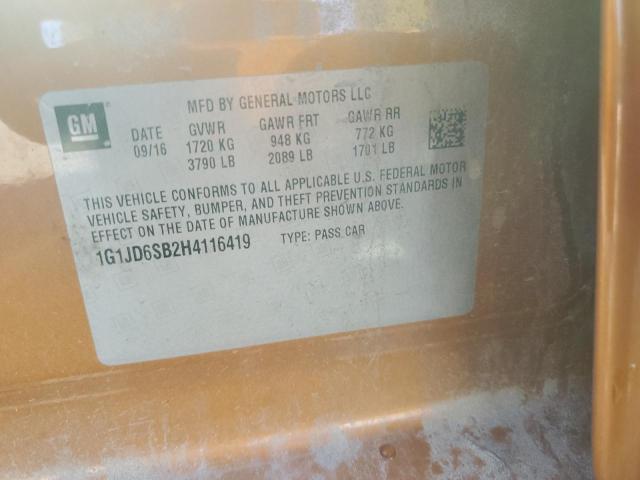 MFD BY GENERAL MOTORS LLC
GM
DATE GVWR GAWR FRT GAWR RR
09/16 1720 KG 948 KG 772 KG
3790 LB 2089 LB 1701 LB
THIS VEHICLE CONFORMS TO ALL APPLICABLE U.S. FEDERAL MOTOR
VEHICLE SAFETY, BUMPER, AND THEFT PREVENTION STANDARDS IN
EFFECT ON THE DATE OF MANUFACTURE SHOWN ABOVE.
1G1JD6SB2H4116419 TYPE: PASS CAR